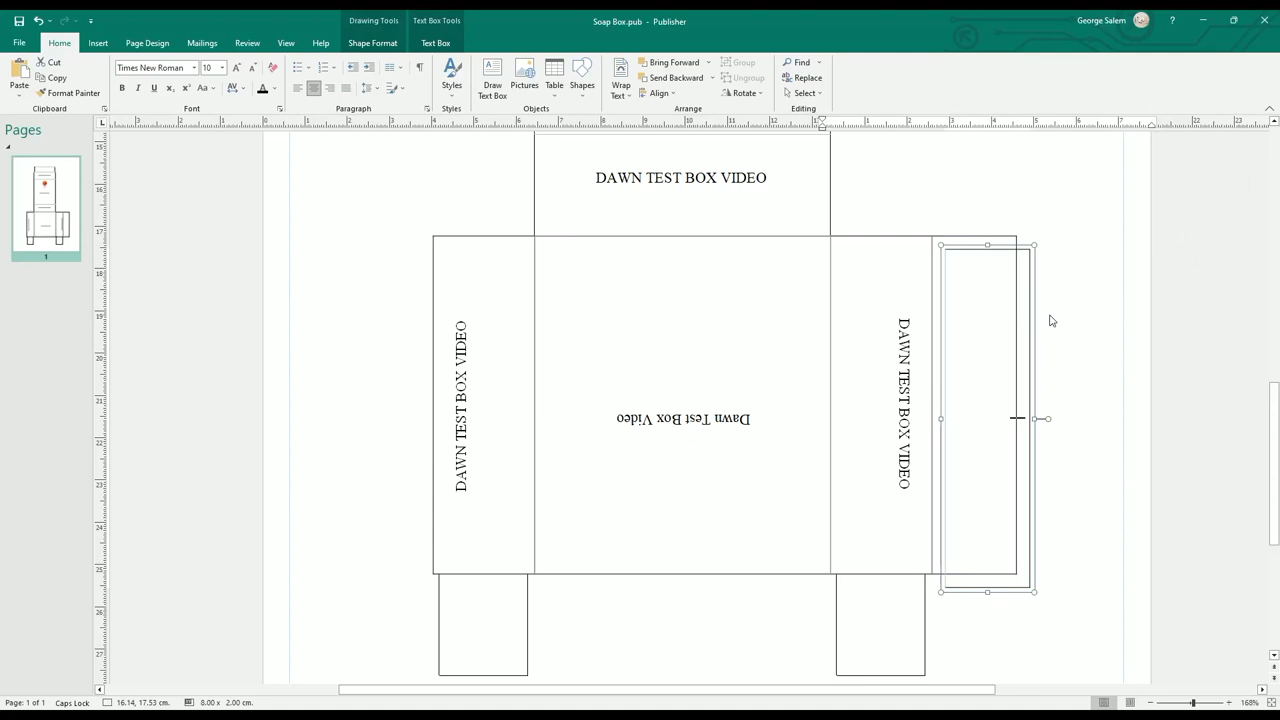 Drawing Tools
Text Box Tools
Soap Box.pub - Publisher
George Salem
File
Home
Insert
Page Design
Mailings
Review
View
Help
Shape Format
Text Box
Paste
Cut
Copy
Format Painter
Clipboard
Times New Roman
10
B I U
Aa
AV
A
Font
Paragraph
Styles
Styles
Draw
Text Box
Pictures
Table
Shapes
Objects
Wrap
Text
Bring Forward
Send Backward
Align
Group
Ungroup
Rotate
Arrange
Find
Replace
Select
Editing
Pages
1
DAWN TEST BOX VIDEO
DAWN TEST BOX VIDEO
Dawn Test Box Video
DAWN TEST BOX VIDEO
Page: 1 of 1
Caps Lock
16.14, 17.53 cm.
8.00 x 2.00 cm.
168%